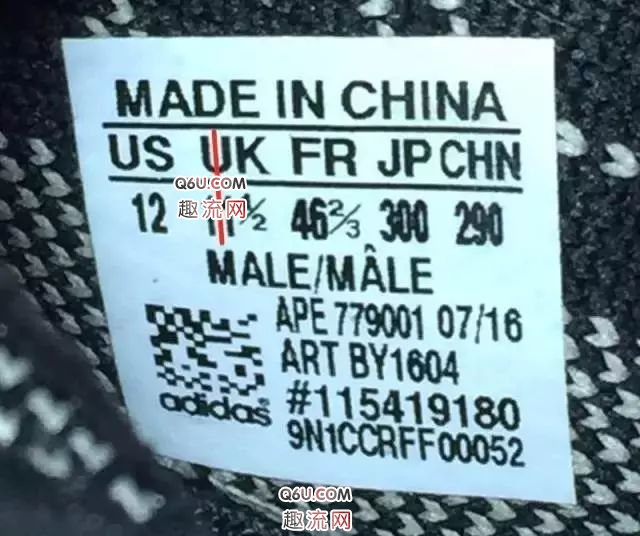 MADE IN CHINA
US UK FR JP CHN
Q6U.COM
趣流网
12 11½ 46⅔ 300 290
MALE/MÂLE
APE 779001 07/16
ART BY1604
adidas® #115419180
9N1CCRFF00052
Q6U.COM
趣流网